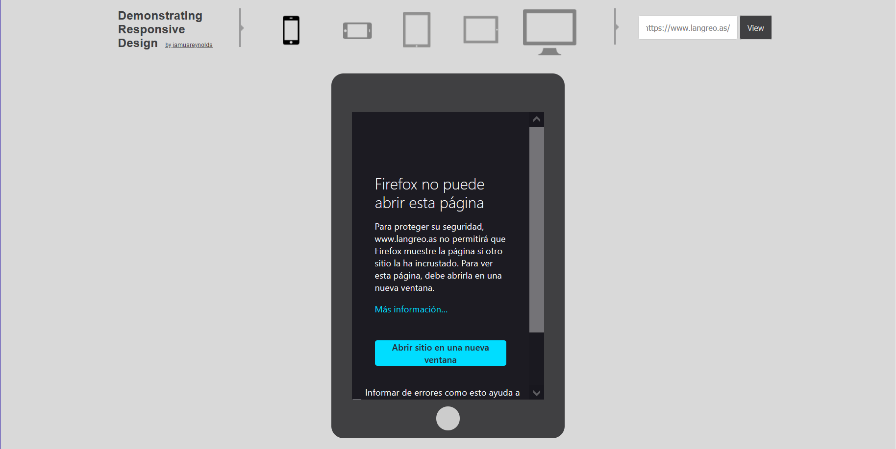 Demonstrating
Responsive
Design by iamusreynolds
https://www.langreo.as/
View
Firefox no puede
abrir esta página
Para proteger su seguridad,
www.langreo.as no permitirá que
Firefox muestre la página si otro
sitio la ha incrustado. Para ver
esta página, debe abrirla en una
nueva ventana.
Más información...
Abrir sitio en una nueva
ventana
Informar de errores como esto ayuda a